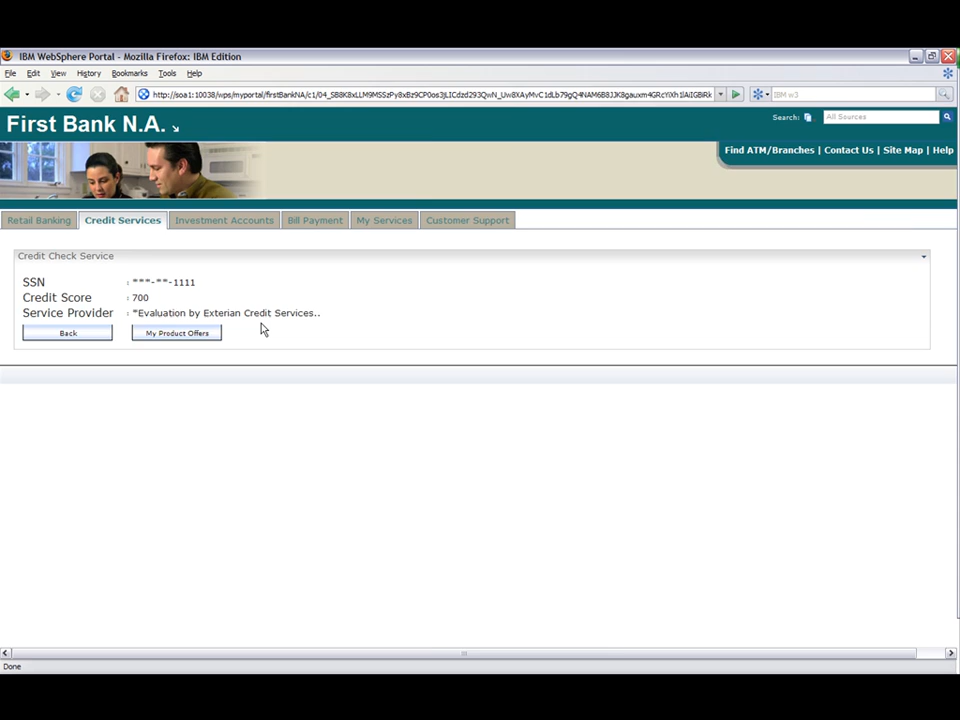 IBM WebSphere Portal - Mozilla Firefox: IBM Edition
File Edit View History Bookmarks Tools Help
IBM w3
First Bank N.A.
Search: All Sources
Find ATM/Branches | Contact Us | Site Map | Help
Retail Banking Credit Services Investment Accounts Bill Payment My Services Customer Support
Credit Check Service
SSN : ***-**-1111
Credit Score : 700
Service Provider : *Evaluation by Exterian Credit Services..
Back My Product Offers
Done